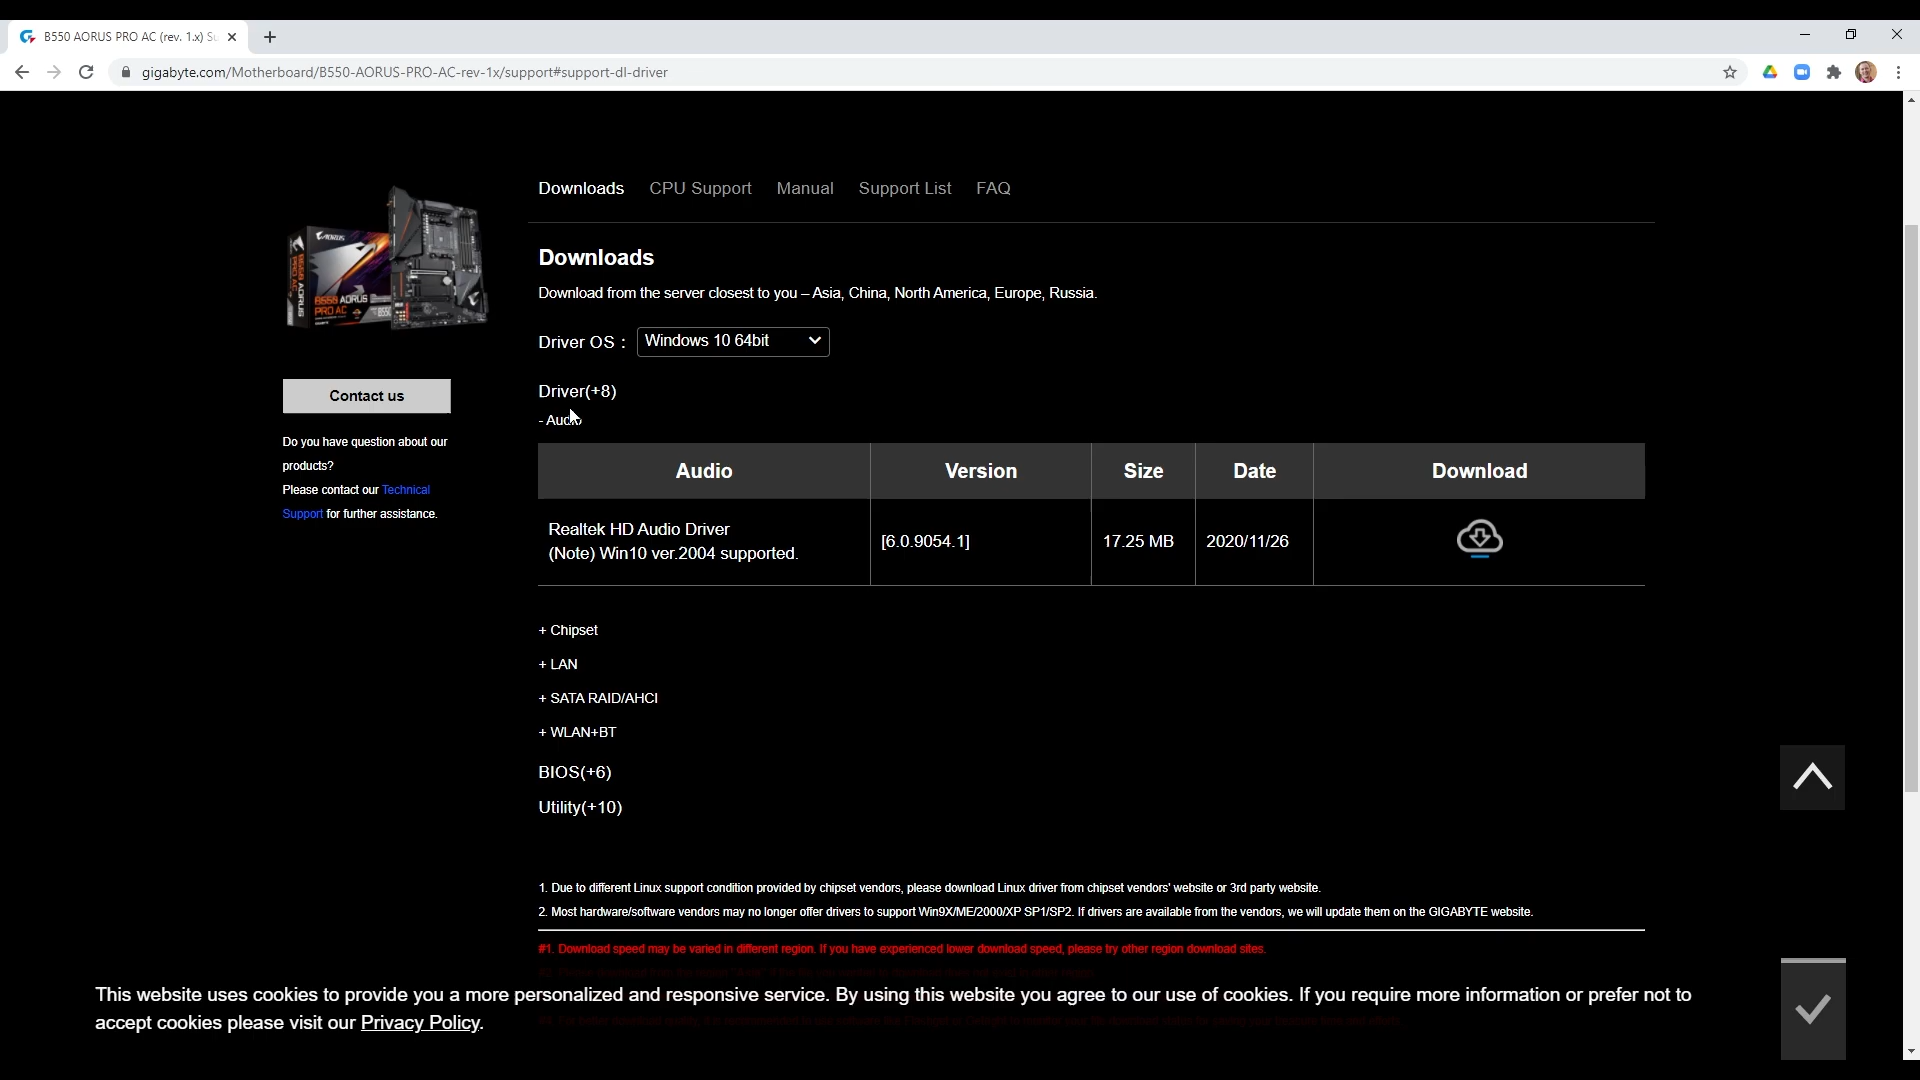 B550 AORUS PRO AC (rev. 1.x) Su
gigabyte.com/Motherboard/B550-AORUS-PRO-AC-rev-1x/support#support-dl-driver
Downloads CPU Support Manual Support List FAQ
AORUS
B550 AORUS
PRO AC
Downloads
Download from the server closest to you – Asia, China, North America, Europe, Russia.
Driver OS : Windows 10 64bit
Contact us
Do you have question about our
products?
Please contact our Technical
Support for further assistance.
Driver(+8)
- Audio
Audio Version Size Date Download
Realtek HD Audio Driver
(Note) Win10 ver.2004 supported.
[6.0.9054.1] 17.25 MB 2020/11/26
+ Chipset
+ LAN
+ SATA RAID/AHCI
+ WLAN+BT
BIOS(+6)
Utility(+10)
1. Due to different Linux support condition provided by chipset vendors, please download Linux driver from chipset vendors' website or 3rd party website.
2. Most hardware/software vendors may no longer offer drivers to support Win9X/ME/2000/XP SP1/SP2. If drivers are available from the vendors, we will update them on the GIGABYTE website.
#1. Download speed may be varied in different region. If you have experienced lower download speed, please try other region download sites.
This website uses cookies to provide you a more personalized and responsive service. By using this website you agree to our use of cookies. If you require more information or prefer not to
accept cookies please visit our Privacy Policy.